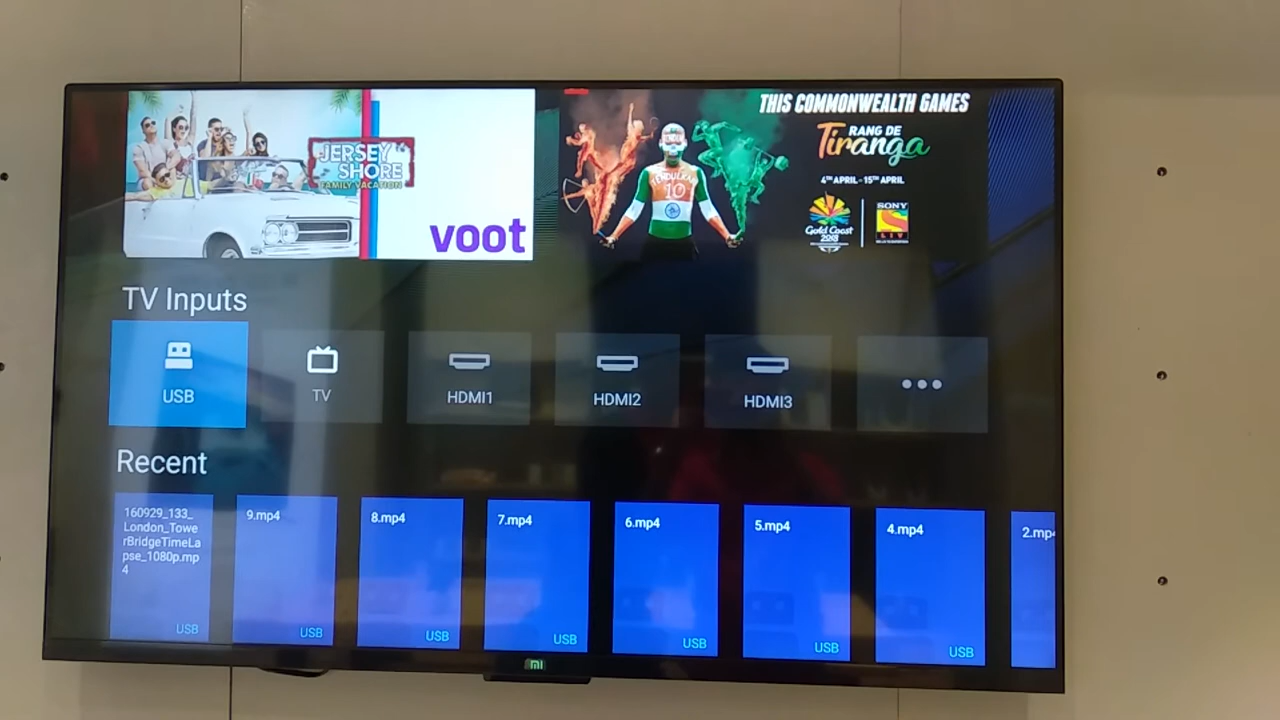 JERSEY
SHORE
FAMILY VACATION
voot
THIS COMMONWEALTH GAMES
RANG DE
Tiranga
4TH APRIL - 15TH APRIL
TENDULKAR
10
Gold Coast
2018
SONY
LIV
TV Inputs
USB
TV
HDMI1
HDMI2
HDMI3
Recent
160929_133_
London_Towe
rBridgeTimeLa
pse_1080p.mp
4
USB
9.mp4
USB
8.mp4
USB
7.mp4
USB
6.mp4
USB
5.mp4
USB
4.mp4
USB
2.mp4
mi